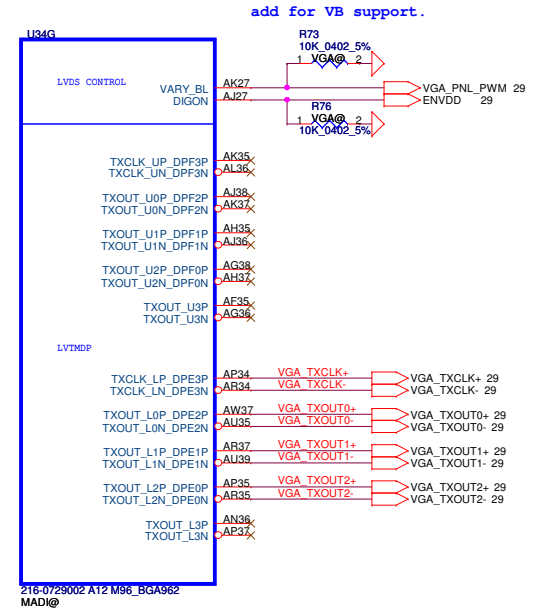 add for VB support.
U34G
R73
10K_0402_5%
1 VGA@ 2
LVDS CONTROL
VARY_BL AK27
VGA_PNL_PWM 29
DIGON AJ27
ENVDD 29
R76
1 VGA@ 2
10K_0402_5%
TXCLK_UP_DPF3P AK35
TXCLK_UN_DPF3N AL36
TXOUT_U0P_DPF2P AJ38
TXOUT_U0N_DPF2N AK37
TXOUT_U1P_DPF1P AH35
TXOUT_U1N_DPF1N AJ36
TXOUT_U2P_DPF0P AG38
TXOUT_U2N_DPF0N AH37
TXOUT_U3P AF35
TXOUT_U3N AG36
LVTMDP
TXCLK_LP_DPE3P AP34 VGA_TXCLK+ VGA_TXCLK+ 29
TXCLK_LN_DPE3N AR34 VGA_TXCLK- VGA_TXCLK- 29
TXOUT_L0P_DPE2P AW37 VGA_TXOUT0+ VGA_TXOUT0+ 29
TXOUT_L0N_DPE2N AU35 VGA_TXOUT0- VGA_TXOUT0- 29
TXOUT_L1P_DPE1P AR37 VGA_TXOUT1+ VGA_TXOUT1+ 29
TXOUT_L1N_DPE1N AU39 VGA_TXOUT1- VGA_TXOUT1- 29
TXOUT_L2P_DPE0P AP35 VGA_TXOUT2+ VGA_TXOUT2+ 29
TXOUT_L2N_DPE0N AR35 VGA_TXOUT2- VGA_TXOUT2- 29
TXOUT_L3P AN36
TXOUT_L3N AP37
216-0729002 A12 M96_BGA962
MADI@